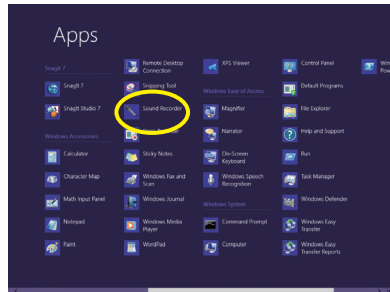 Apps
SnagIt 7
SnagIt 7
SnagIt Studio 7
Windows Accessories
Calculator
Character Map
Math Input Panel
Notepad
Paint
Remote Desktop
Connection
Snipping Tool
Sound Recorder
Sticky Notes
Windows Fax and
Scan
Windows Journal
Windows Media
Player
WordPad
XPS Viewer
Windows Ease of Access
Magnifier
Narrator
On-Screen
Keyboard
Windows Speech
Recognition
Windows System
Command Prompt
Computer
Control Panel
Default Programs
File Explorer
Help and Support
Run
Task Manager
Windows Defender
Windows Easy
Transfer
Windows Easy
Transfer Reports